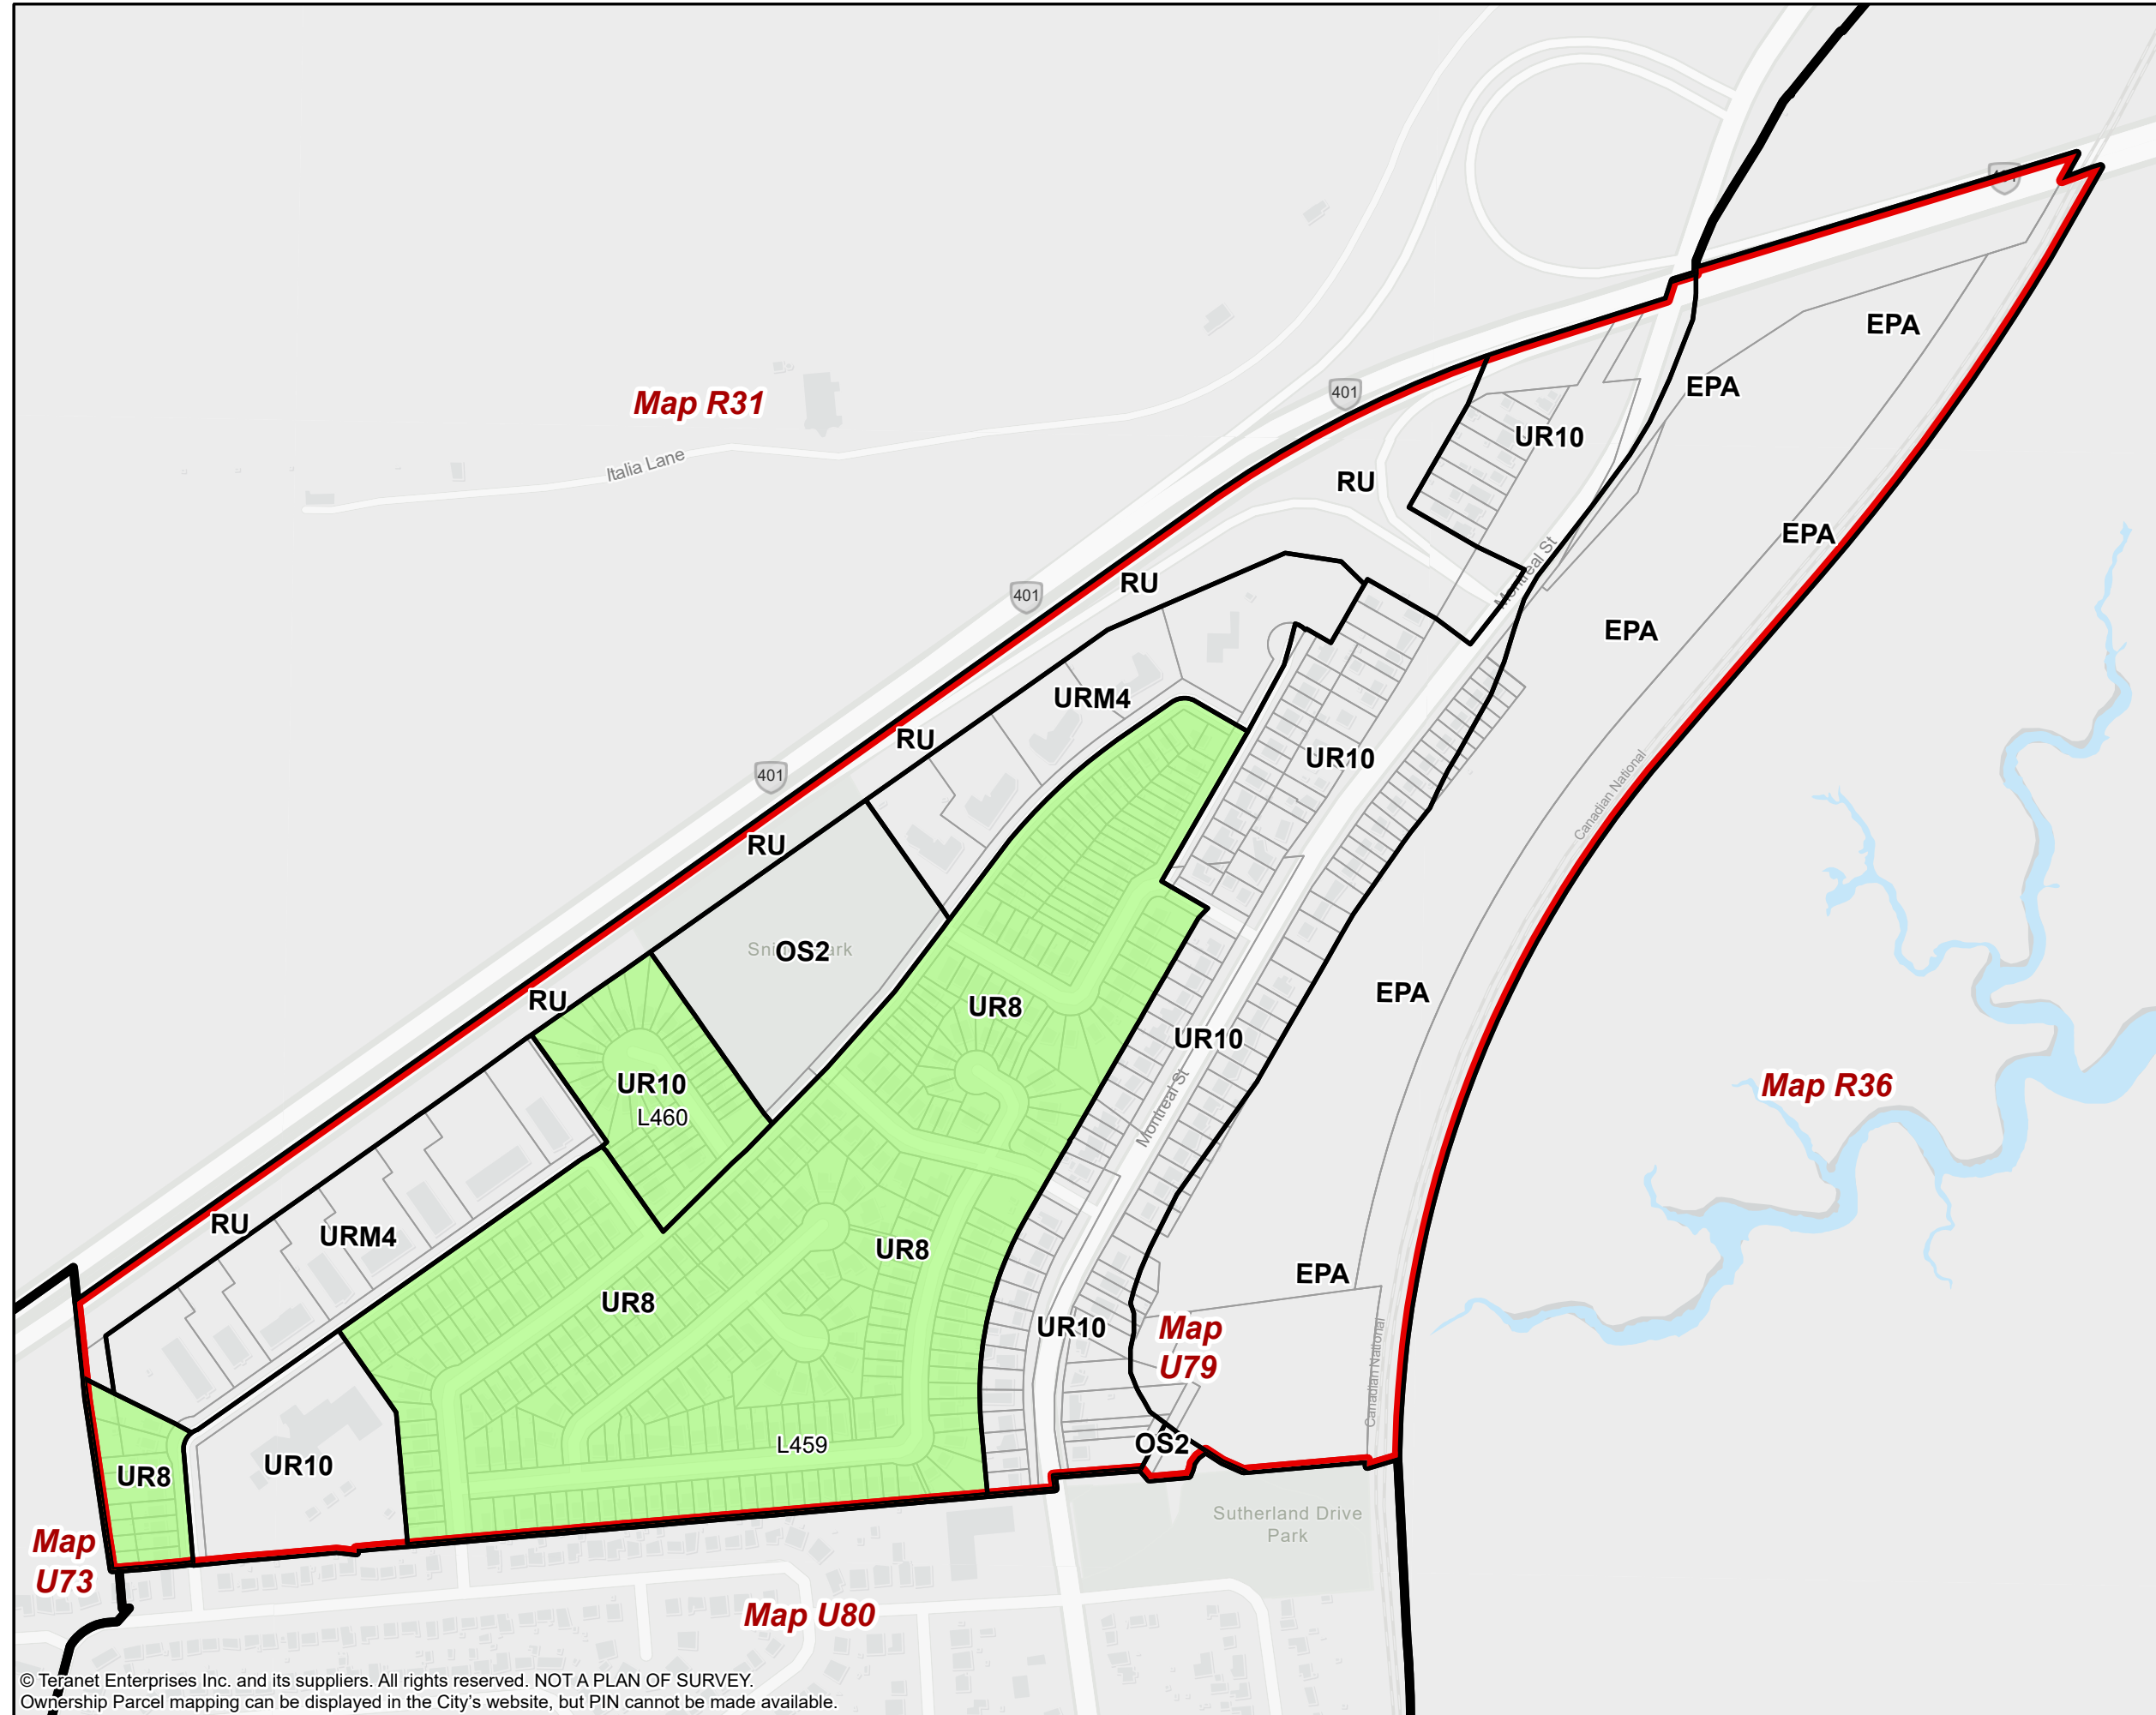 401
EPA
EPA
Map R31
401
UR10
Italia Lane
RU
EPA
Montreal St
RU
401
EPA
URM4
RU
UR10
401
Canadian National
RU
OS2
EPA
RU
UR8
UR10
UR10
L460
Map R36
Montreal St
RU
URM4
UR8
EPA
UR8
UR10
Map
U79
Canadian National
L459
OS2
UR10
UR8
Sutherland Drive
Park
Map
U73
Map U80
© Teranet Enterprises Inc. and its suppliers. All rights reserved. NOT A PLAN OF SURVEY.
Ownership Parcel mapping can be displayed in the City's website, but PIN cannot be made available.